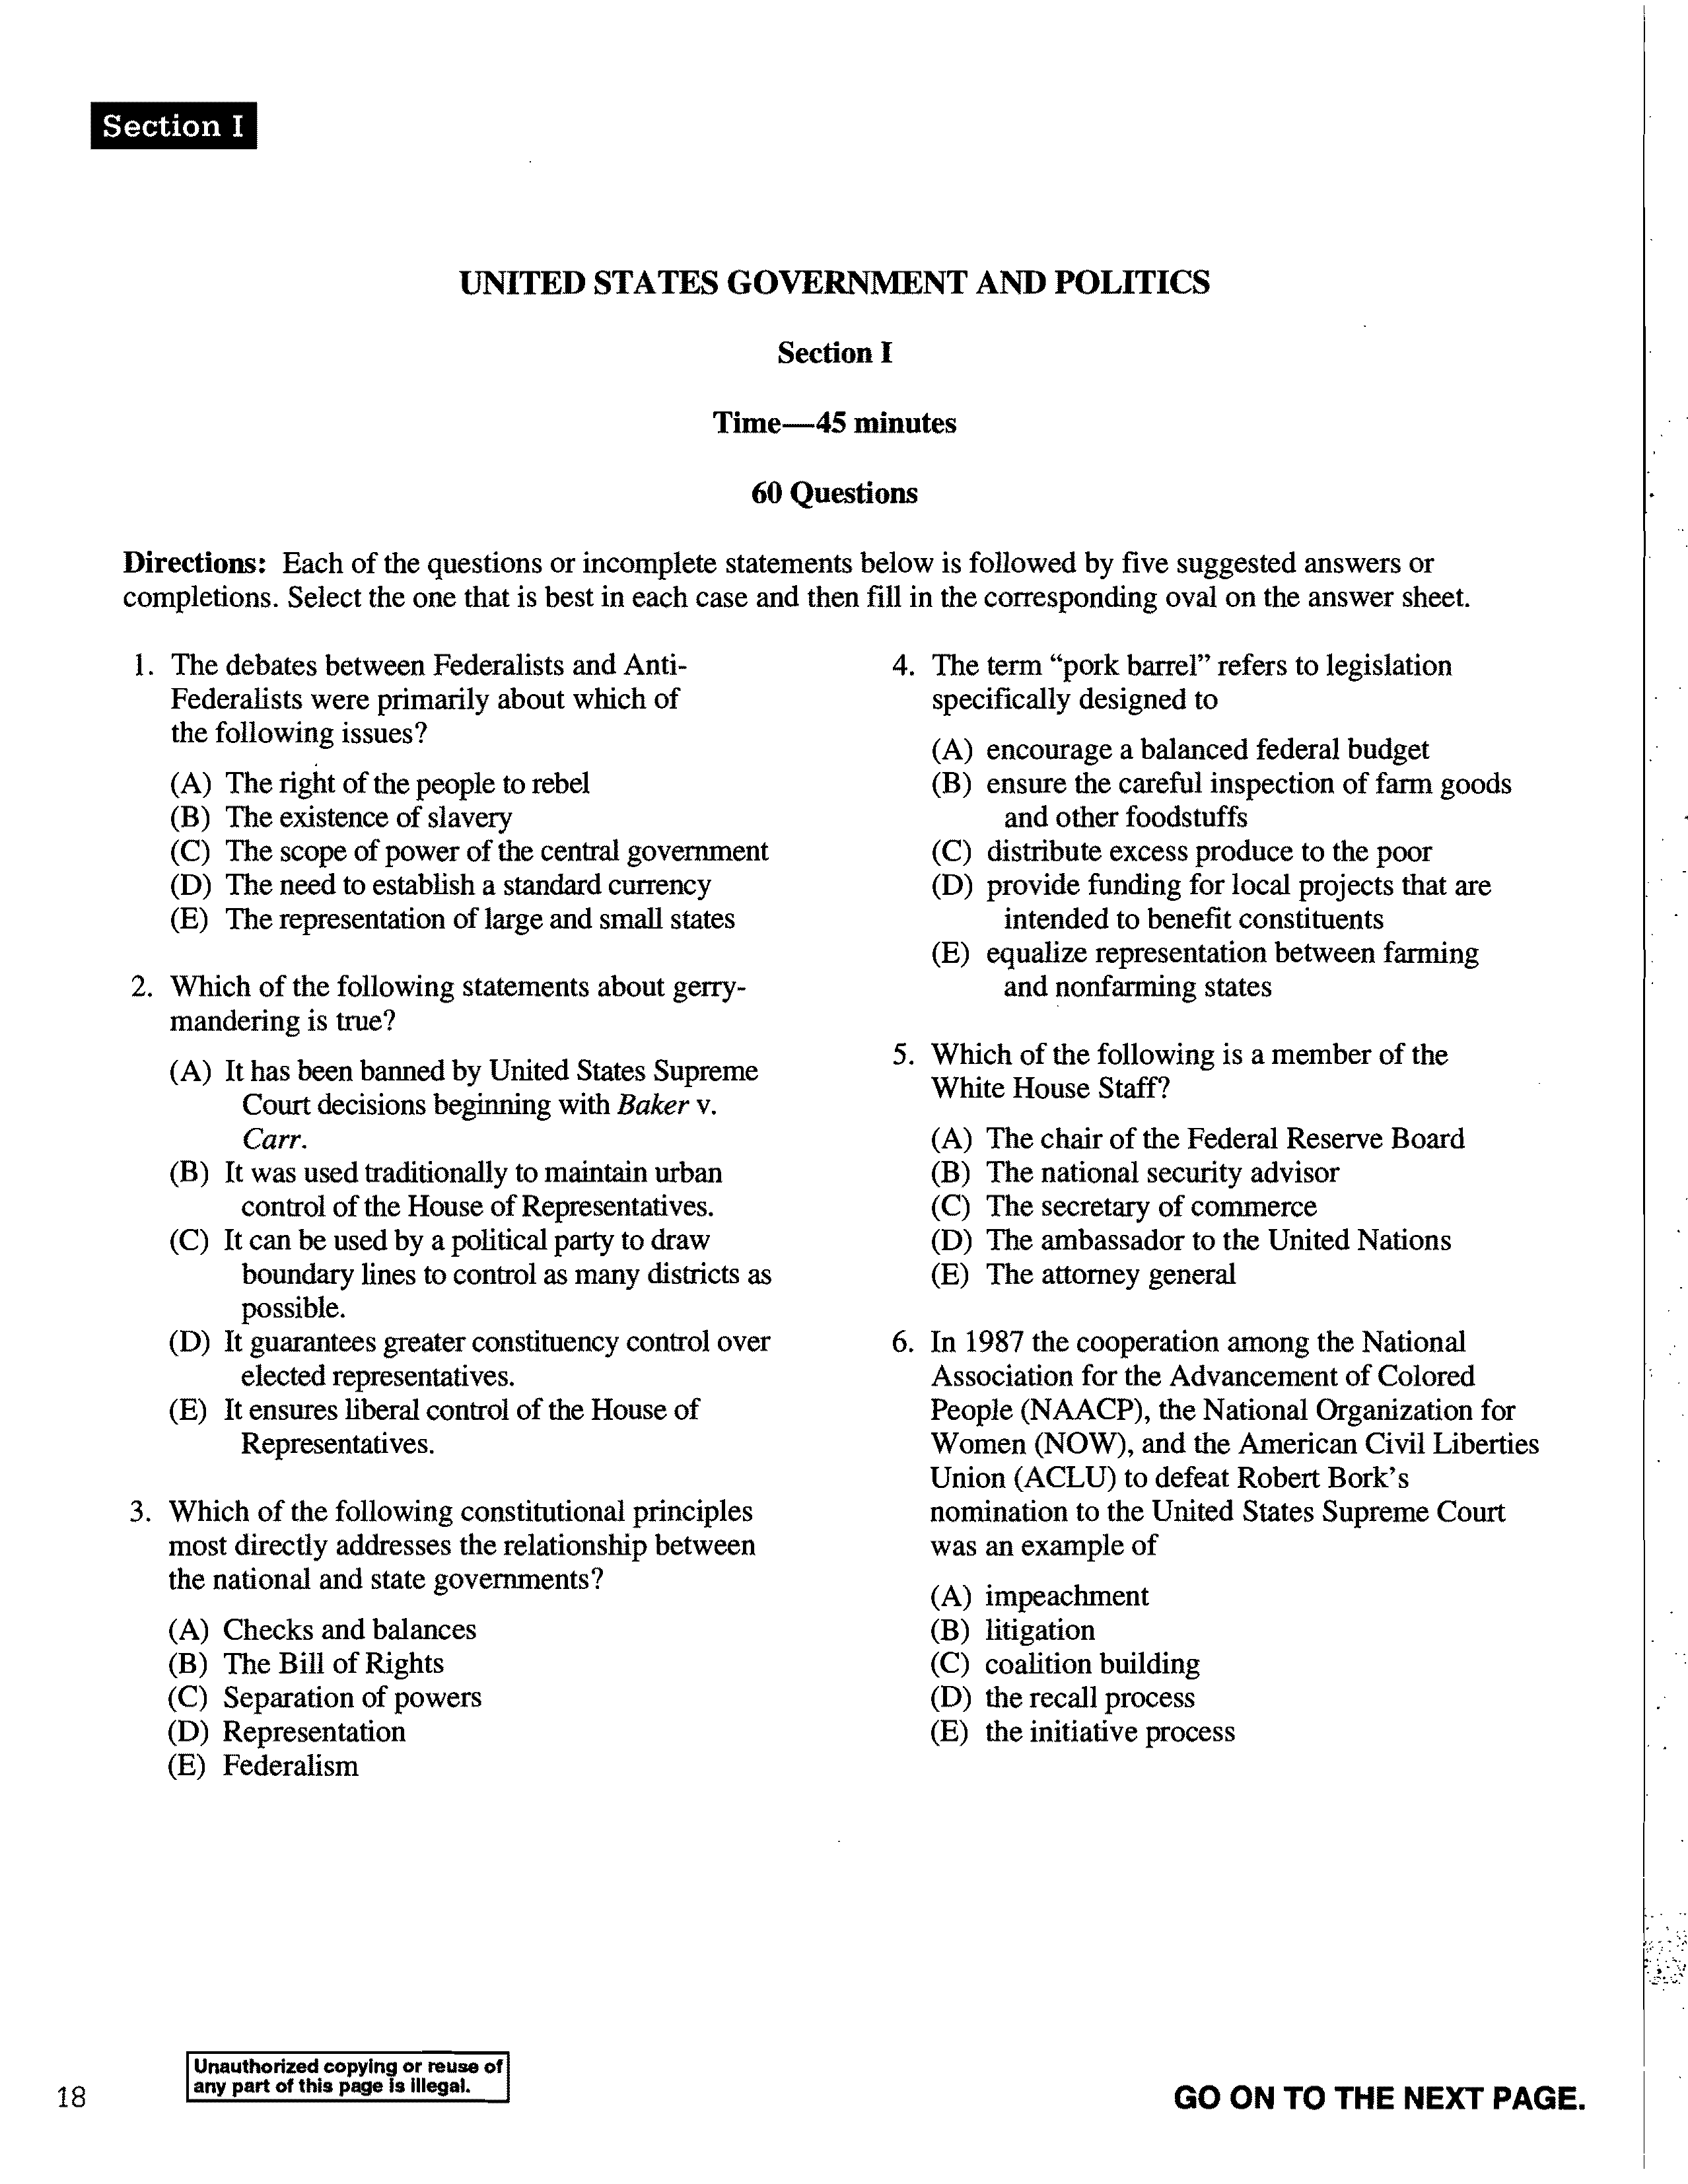 Section I
UNITED STATES GOVERNMENT AND POLITICS
Section I
Time—45 minutes
60 Questions
Directions: Each of the questions or incomplete statements below is followed by five suggested answers or
completions. Select the one that is best in each case and then fill in the corresponding oval on the answer sheet.
1. The debates between Federalists and Anti-
Federalists were primarily about which of
the following issues?
(A) The right of the people to rebel
(B) The existence of slavery
(C) The scope of power of the central government
(D) The need to establish a standard currency
(E) The representation of large and small states
2. Which of the following statements about gerry-
mandering is true?
(A) It has been banned by United States Supreme
Court decisions beginning with Baker v.
Carr.
(B) It was used traditionally to maintain urban
control of the House of Representatives.
(C) It can be used by a political party to draw
boundary lines to control as many districts as
possible.
(D) It guarantees greater constituency control over
elected representatives.
(E) It ensures liberal control of the House of
Representatives.
3. Which of the following constitutional principles
most directly addresses the relationship between
the national and state governments?
(A) Checks and balances
(B) The Bill of Rights
(C) Separation of powers
(D) Representation
(E) Federalism
4. The term “pork barrel” refers to legislation
specifically designed to
(A) encourage a balanced federal budget
(B) ensure the careful inspection of farm goods
and other foodstuffs
(C) distribute excess produce to the poor
(D) provide funding for local projects that are
intended to benefit constituents
(E) equalize representation between farming
and nonfarming states
5. Which of the following is a member of the
White House Staff?
(A) The chair of the Federal Reserve Board
(B) The national security advisor
(C) The secretary of commerce
(D) The ambassador to the United Nations
(E) The attorney general
6. In 1987 the cooperation among the National
Association for the Advancement of Colored
People (NAACP), the National Organization for
Women (NOW), and the American Civil Liberties
Union (ACLU) to defeat Robert Bork’s
nomination to the United States Supreme Court
was an example of
(A) impeachment
(B) litigation
(C) coalition building
(D) the recall process
(E) the initiative process
Unauthorized copying or reuse of
any part of this page is illegal.
18
GO ON TO THE NEXT PAGE.